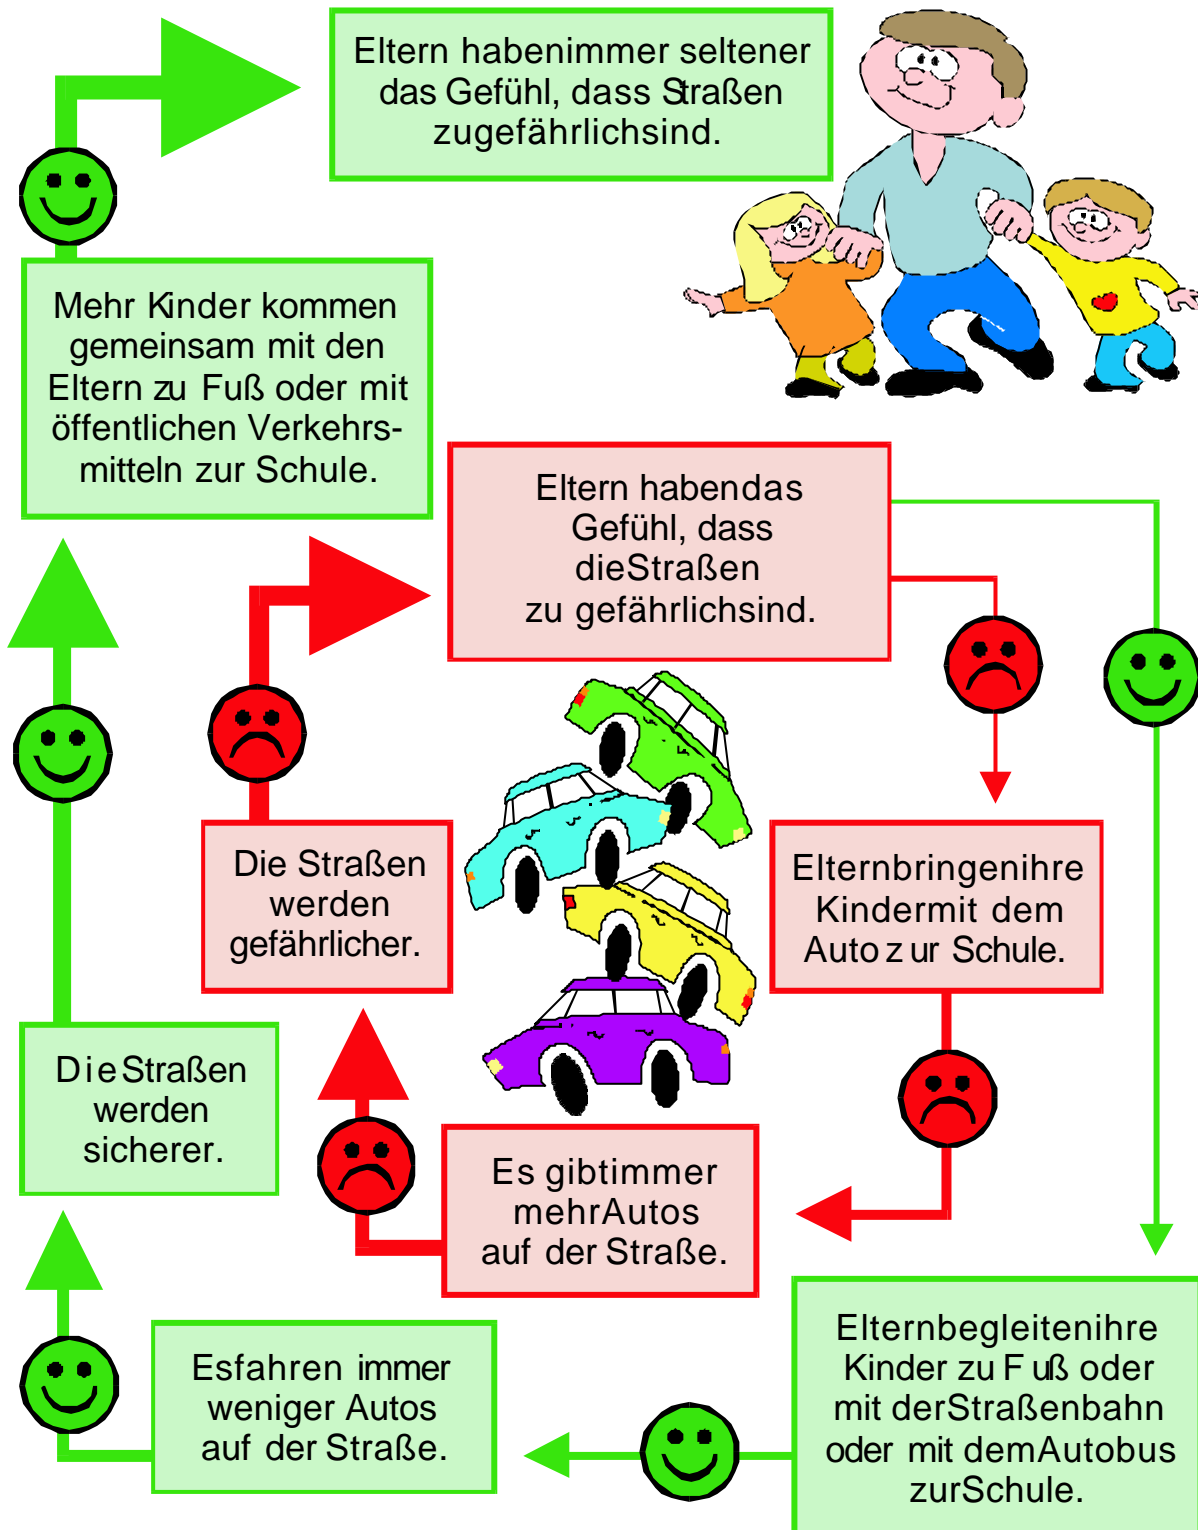 Eltern habenimmer seltener
das Gefühl, dass Straßen
zugefährlichsind.
Mehr Kinder kommen
gemeinsam mit den
Eltern zu Fuß oder mit
öffentlichen Verkehrs-
mitteln zur Schule.
Eltern habendas
Gefühl, dass
dieStraßen
zu gefährlichsind.
Die Straßen
werden
gefährlicher.
Elternbringenihre
Kindermit dem
Auto z ur Schule.
DieStraßen
werden
sicherer.
Es gibtimmer
mehrAutos
auf der Straße.
Esfahren immer
weniger Autos
auf der Straße.
Elternbegleitenihre
Kinder zu Fuß oder
mit derStraßenbahn
oder mit demAutobus
zurSchule.